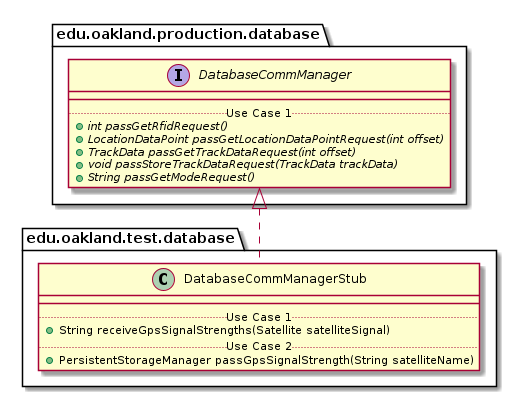 edu.oakland.production.database
I DatabaseCommManager
Use Case 1
int passGetRfidRequest()
LocationDataPoint passGetLocationDataPointRequest(int offset)
TrackData passGetTrackDataRequest(int offset)
void passStoreTrackDataRequest(TrackData trackData)
String passGetModeRequest()
edu.oakland.test.database
C DatabaseCommManagerStub
Use Case 1
String receiveGpsSignalStrengths(Satellite satelliteSignal)
Use Case 2
PersistentStorageManager passGpsSignalStrength(String satelliteName)